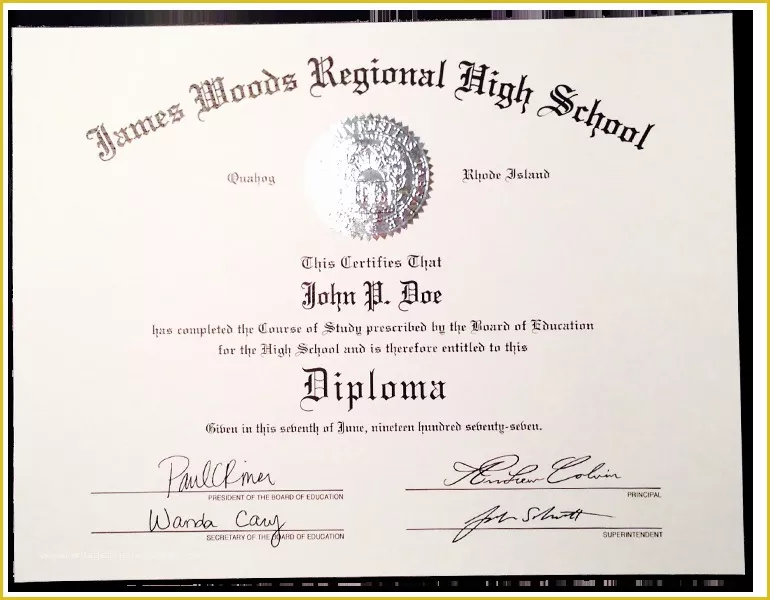 James Woods Regional High School
Quahog Rhode Island
This Certifies That
John P. Doe
has completed the Course of Study prescribed by the Board of Education
for the High School and is therefore entitled to this
Diploma
Given in this seventh of June, nineteen hundred seventy-seven.
PRESIDENT OF THE BOARD OF EDUCATION
PRINCIPAL
Wanda Cary
SECRETARY OF THE BOARD OF EDUCATION
SUPERINTENDENT